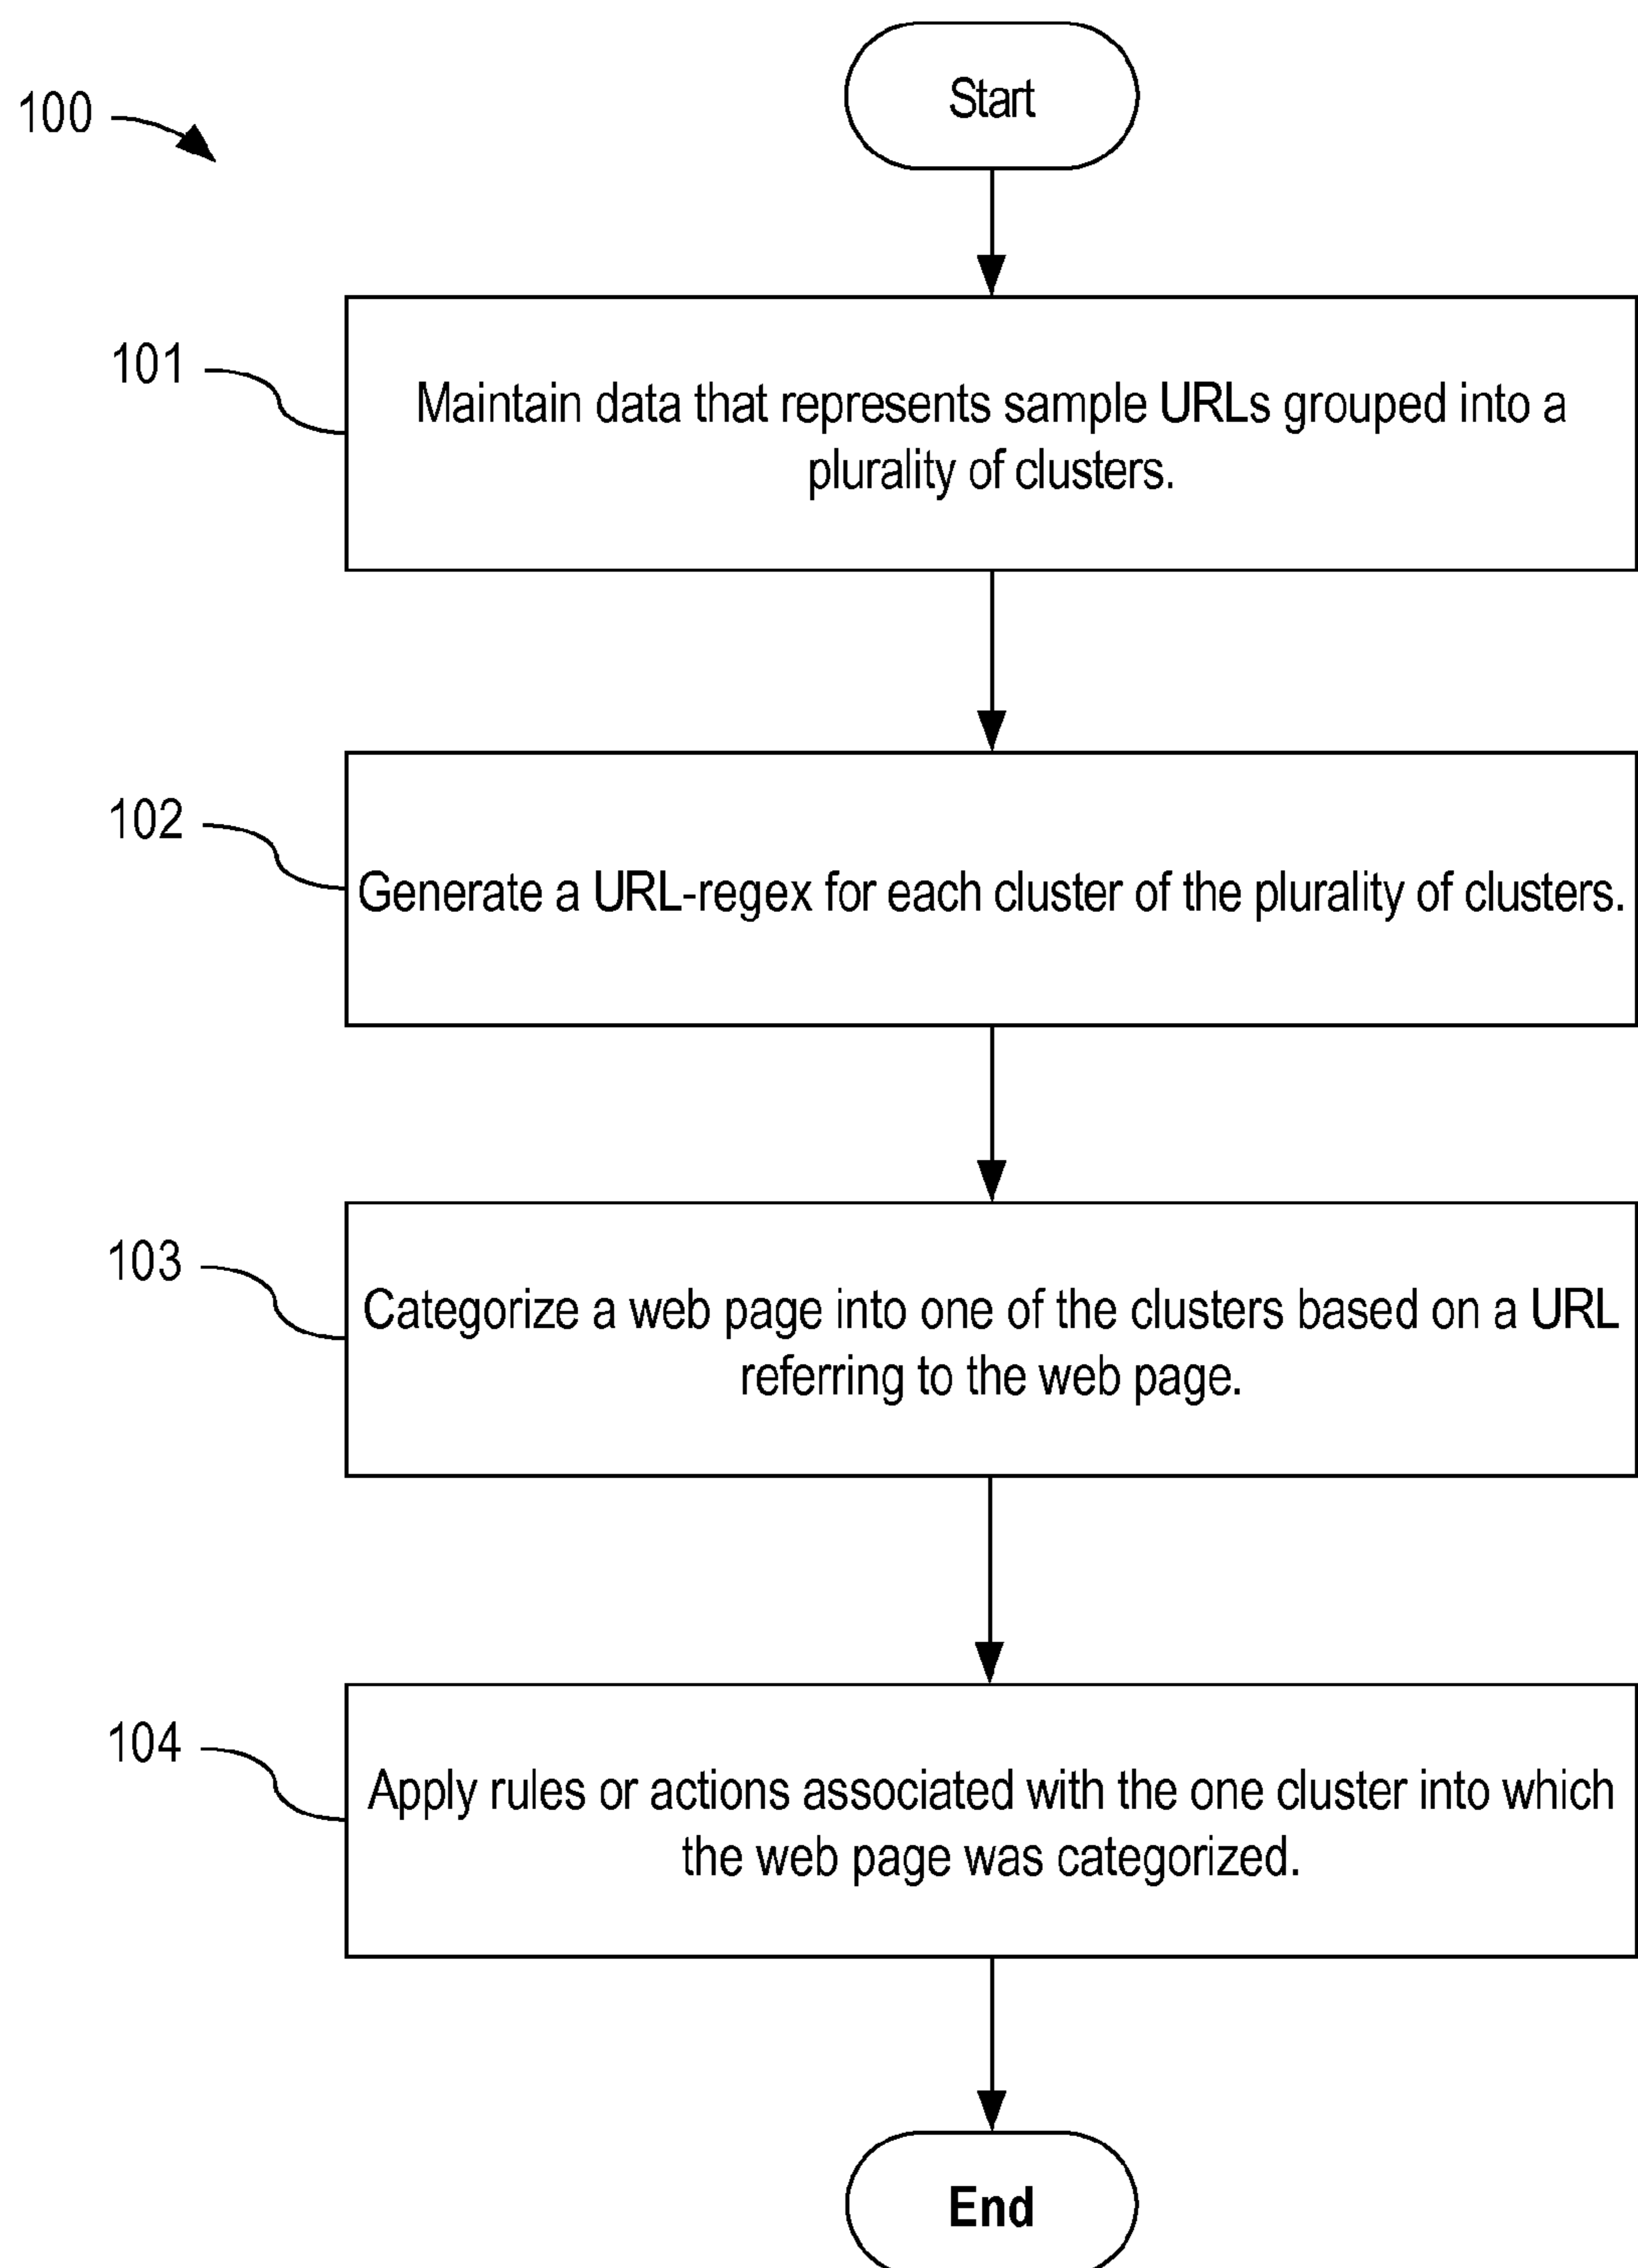 Start
100
101
Maintain data that represents sample URLs grouped into a
plurality of clusters.
102
Generate a URL-regex for each cluster of the plurality of clusters.
103
Categorize a web page into one of the clusters based on a URL
referring to the web page.
104
Apply rules or actions associated with the one cluster into which
the web page was categorized.
End